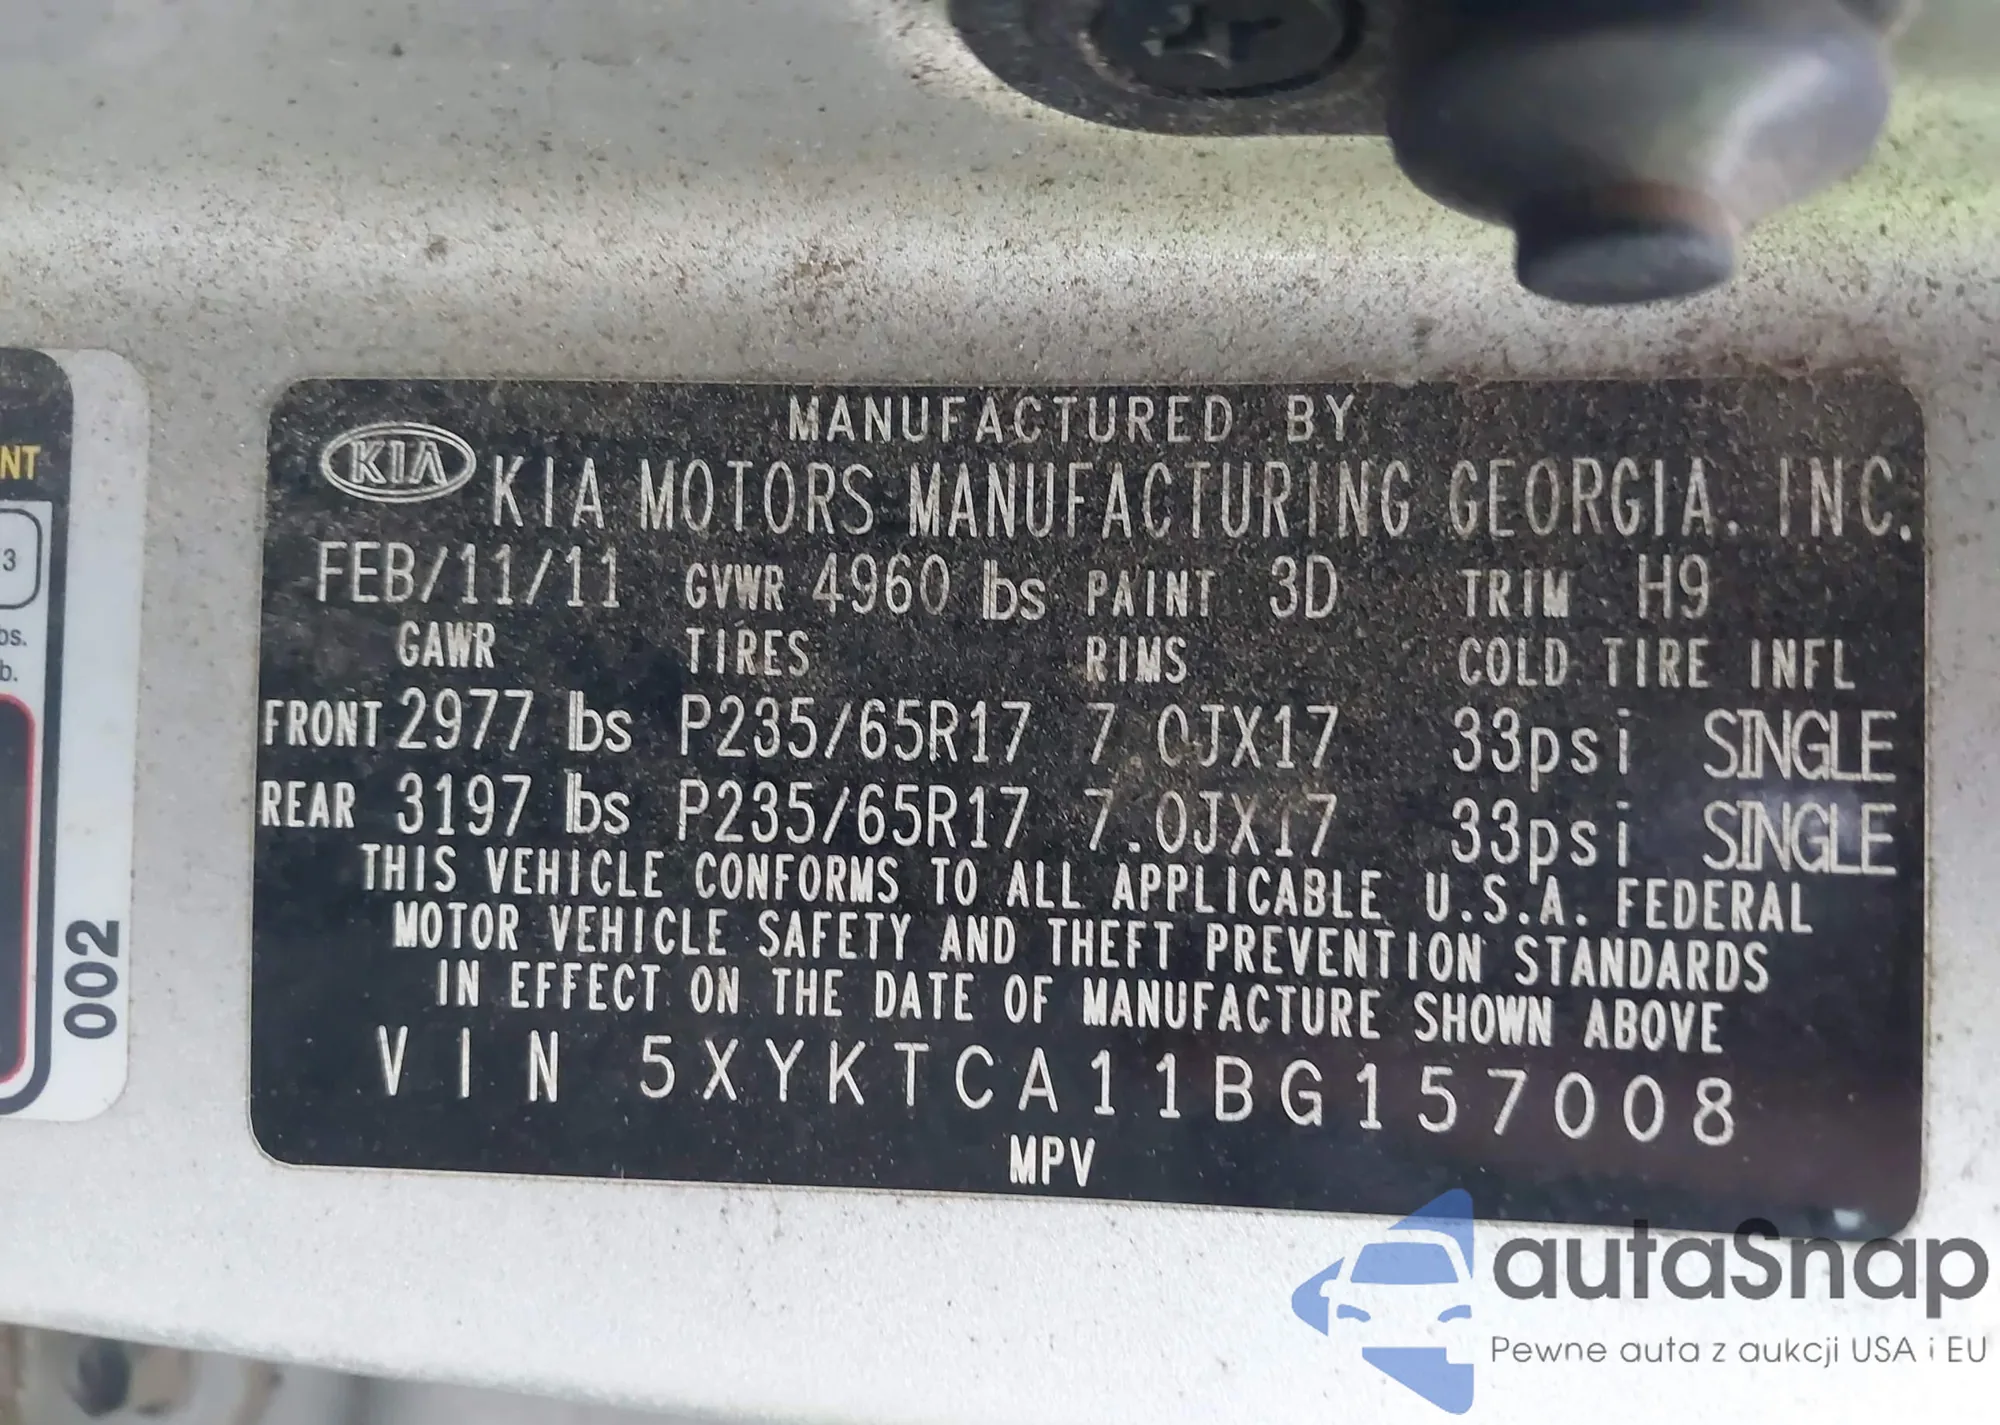 MANUFACTURED BY
KIA KIA MOTORS MANUFACTURING GEORGIA. INC.
FEB/11/11 GVWR 4960 lbs PAINT 3D TRIM H9
GAWR TIRES RIMS COLD TIRE INFL
FRONT 2977 lbs P235/65R17 7.0JX17 33psi SINGLE
REAR 3197 lbs P235/65R17 7.0JX17 33psi SINGLE
THIS VEHICLE CONFORMS TO ALL APPLICABLE U.S.A. FEDERAL
MOTOR VEHICLE SAFETY AND THEFT PREVENTION STANDARDS
IN EFFECT ON THE DATE OF MANUFACTURE SHOWN ABOVE
VIN 5XYKTCA11BG157008
MPV
NT
3
bs.
b.
002
autaSnap
Pewne auta z aukcji USA i EU